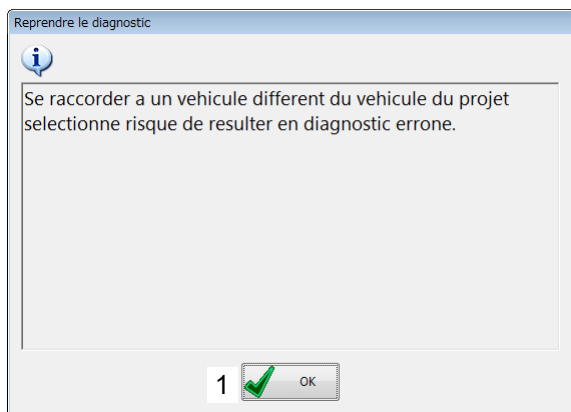 Reprendre le diagnostic
Se raccorder a un vehicule different du vehicule du projet
selectionne risque de resulter en diagnostic errone.
1 OK